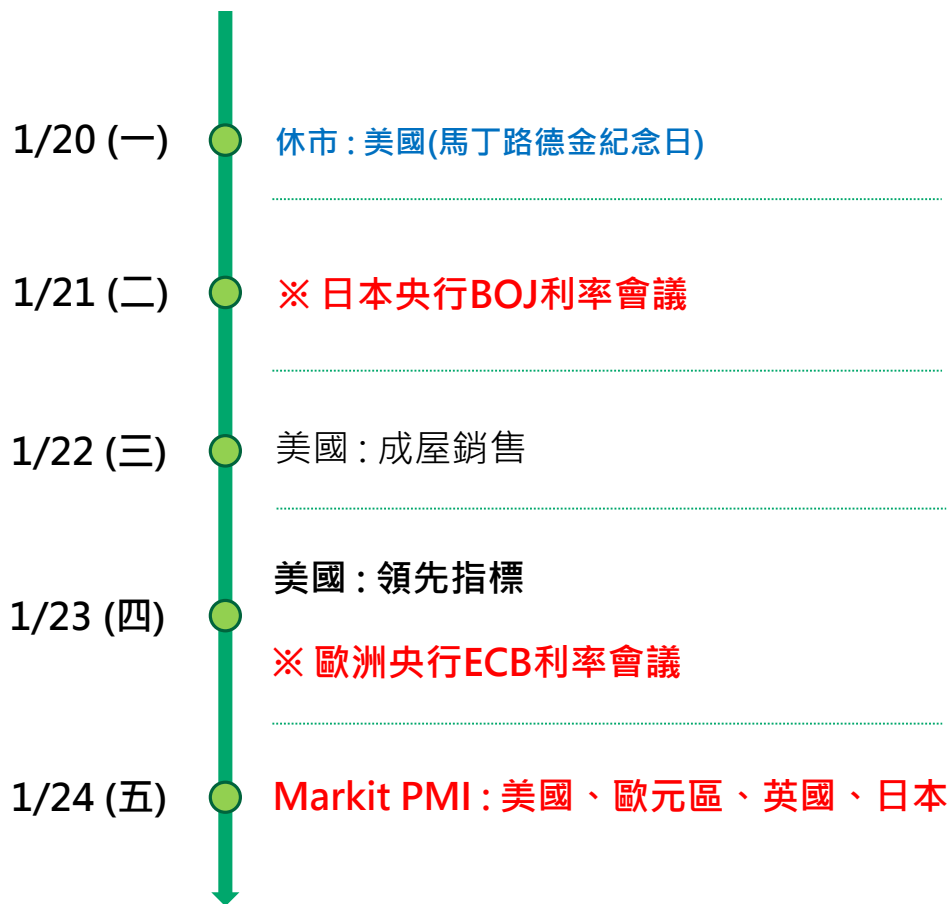 1/20 (一)
休市 : 美國(馬丁路德金紀念日)
1/21 (二)
※ 日本央行BOJ利率會議
1/22 (三)
美國 : 成屋銷售
1/23 (四)
美國 : 領先指標
※ 歐洲央行ECB利率會議
1/24 (五)
Markit PMI : 美國、歐元區、英國、日本